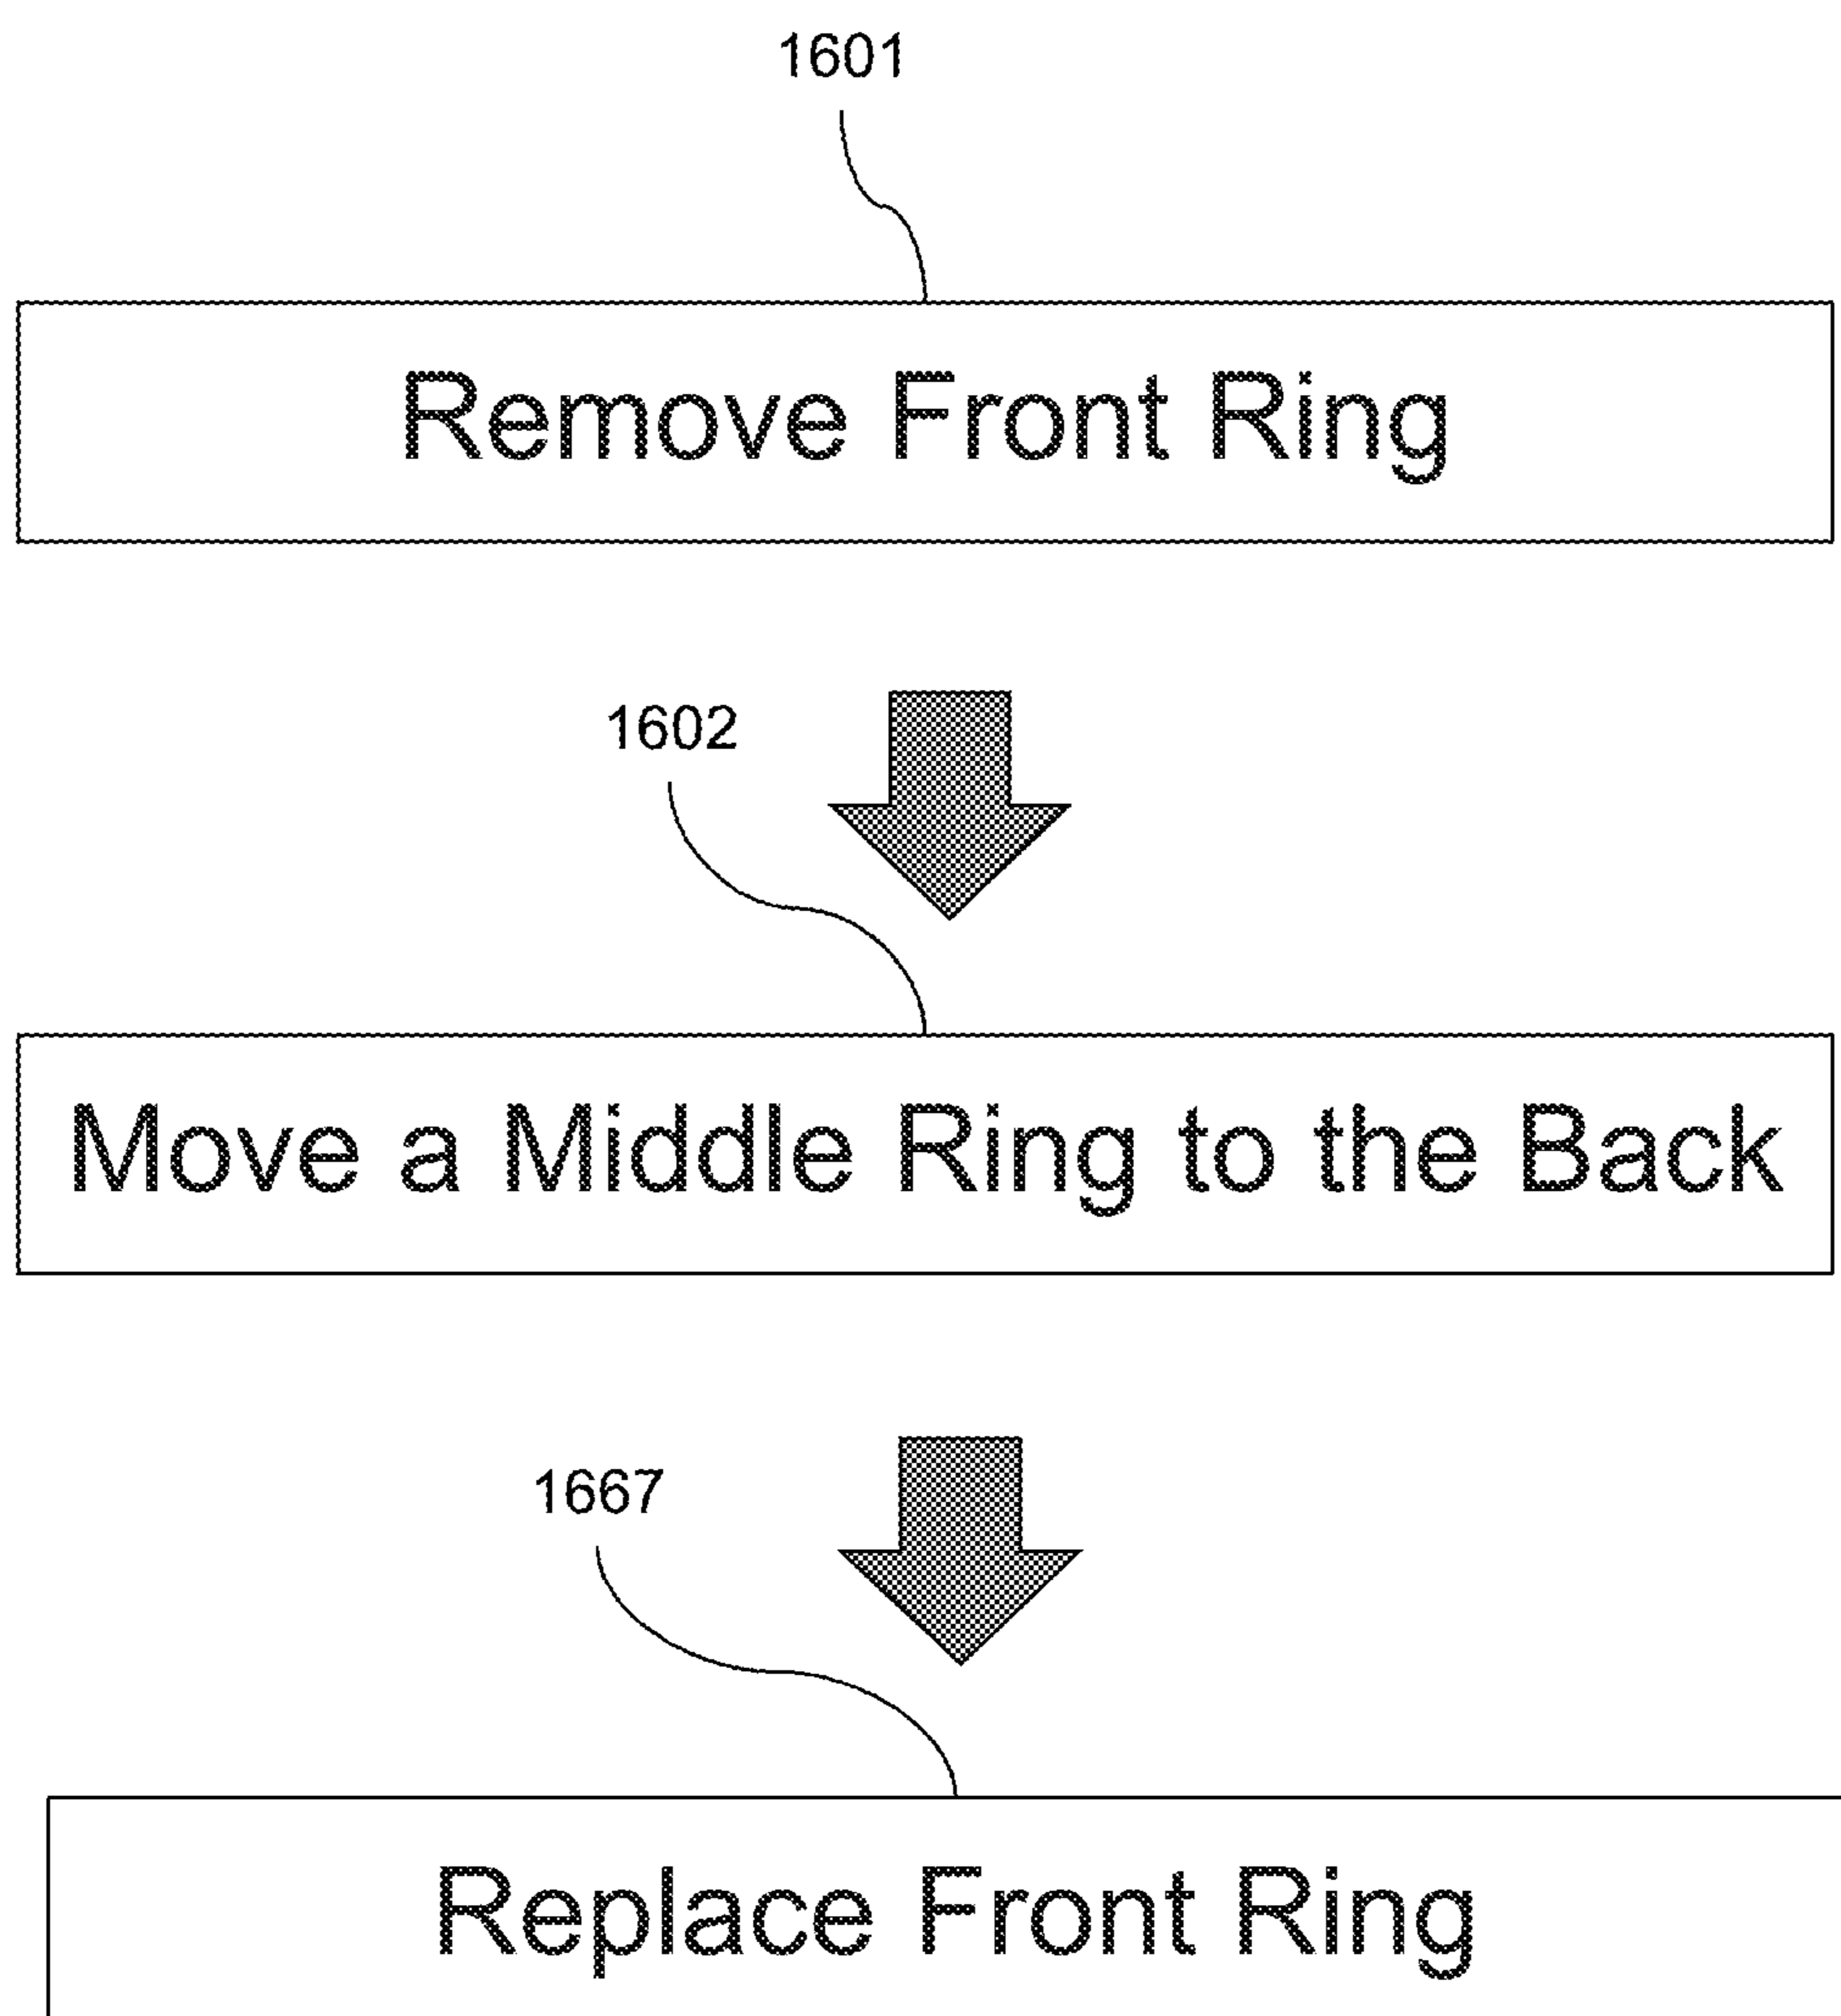 1601
Remove Front Ring
1602
Move a Middle Ring to the Back
1667
Replace Front Ring